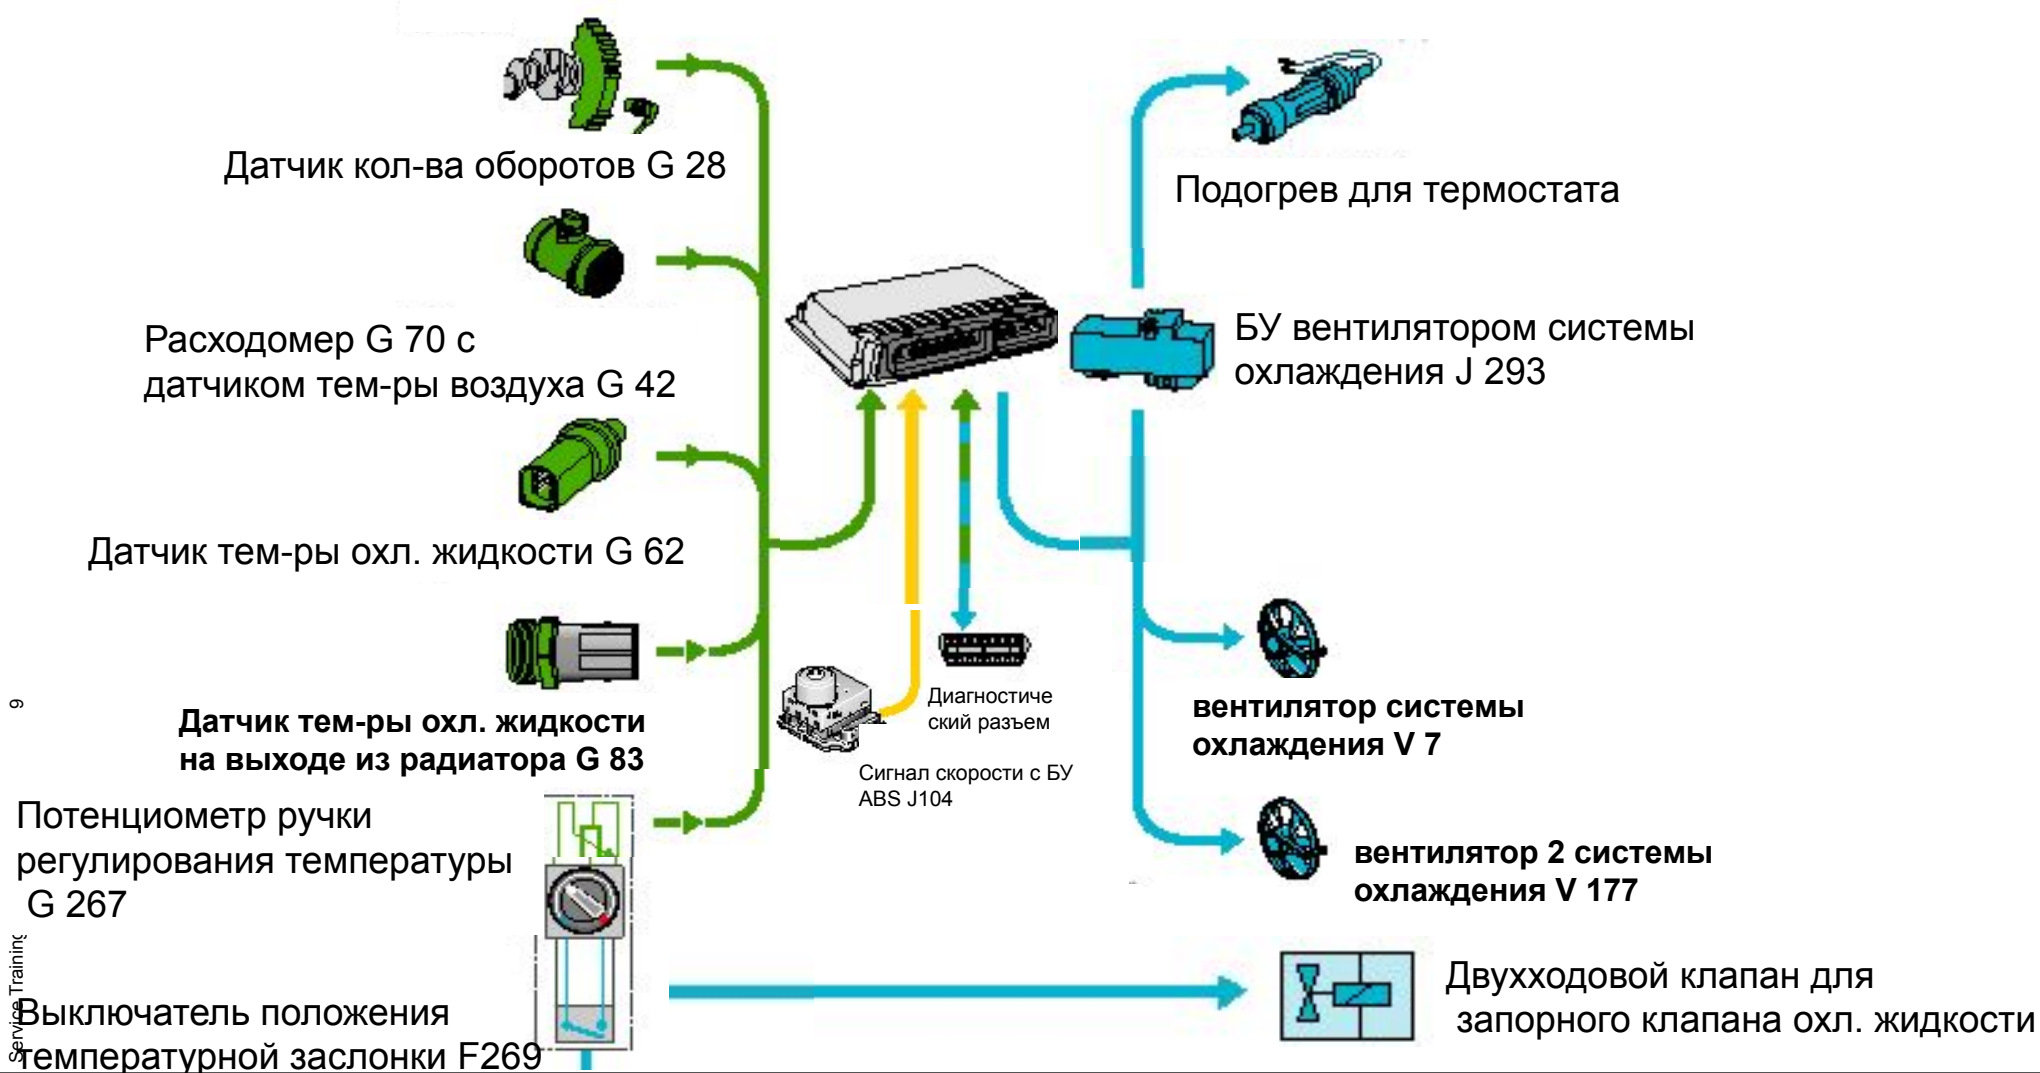 Датчик кол-ва оборотов G 28
Подогрев для термостата
Расходомер G 70 с
датчиком тем-ры воздуха G 42
БУ вентилятором системы
охлаждения J 293
Датчик тем-ры охл. жидкости G 62
Датчик тем-ры охл. жидкости
на выходе из радиатора G 83
Диагностиче
ский разъем
Сигнал скорости с БУ
ABS J104
вентилятор системы
охлаждения V 7
Потенциометр ручки
регулирования температуры
G 267
вентилятор 2 системы
охлаждения V 177
Выключатель положения
температурной заслонки F269
Двухходовой клапан для
запорного клапана охл. жидкости
9
Service Training